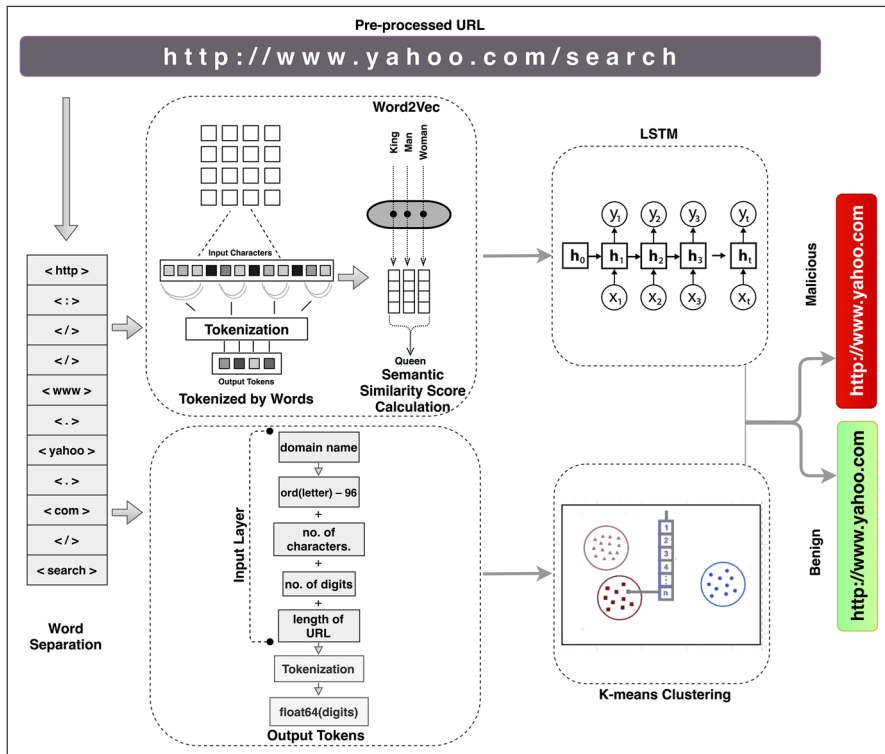 Pre-processed URL
http://www.yahoo.com/search
< http >
< : >
< / >
< / >
< www >
< . >
< yahoo >
< . >
< com >
< / >
< search >
Word
Separation
Input Characters
Tokenization
Output Tokens
Tokenized by Words
Word2Vec
King
Man
Woman
Queen
Semantic
Similarity Score
Calculation
Input Layer
domain name
ord(letter) – 96
+
no. of
characters.
+
no. of digits
+
length of
URL
Tokenization
float64(digits)
Output Tokens
LSTM
y1 y2 y3 yt
h0 h1 h2 h3 ht
x1 x2 x3 xt
1
2
3
4
⋮
n
K-means Clustering
Malicious
http://www.yahoo.com
Benign
http://www.yahoo.com